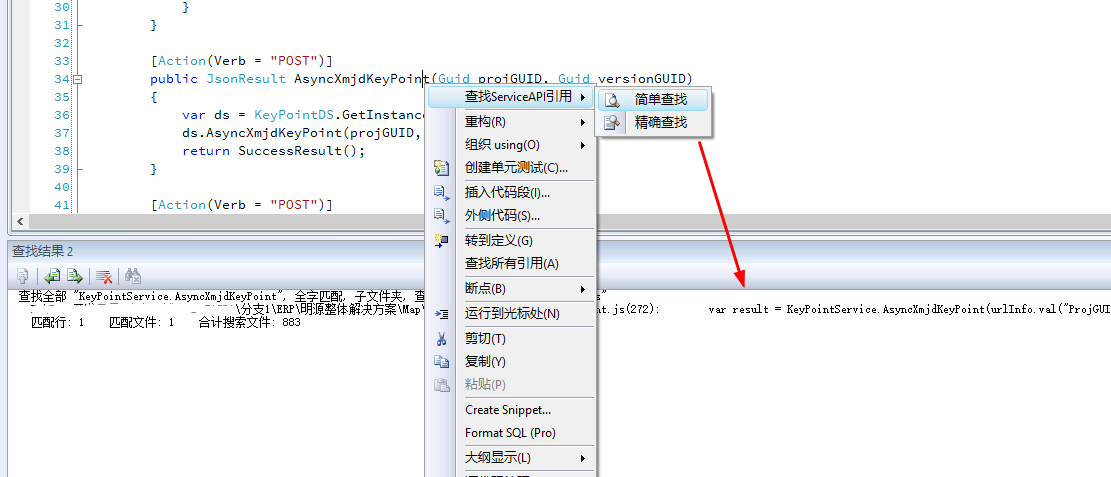 30 }
31 }
32
33 [Action(Verb = "POST")]
34 public JsonResult AsyncXmjdKeyPoint(Guid projGUID, Guid versionGUID)
35 {
36 var ds = KeyPointDS.GetInstanc
37 ds.AsyncXmjdKeyPoint(projGUID,
38 return SuccessResult();
39 }
40
41 [Action(Verb = "POST")]
查找ServiceAPI引用
简单查找
精确查找
重构(R)
组织 using(O)
创建单元测试(C)...
插入代码段(I)...
外侧代码(S)...
转到定义(G)
查找所有引用(A)
断点(B)
运行到光标处(N)
剪切(T)
复制(Y)
粘贴(P)
Create Snippet...
Format SQL (Pro)
大纲显示(L)
查找结果 2
查找全部 "KeyPointService.AsyncXmjdKeyPoint", 全字匹配, 子文件夹, 查 s"
\分支1\ERP\明源整体解决方案\Map\ nt.js(272): var result = KeyPointService.AsyncXmjdKeyPoint(urlInfo.val("ProjGUI
匹配行: 1 匹配文件: 1 合计搜索文件: 883